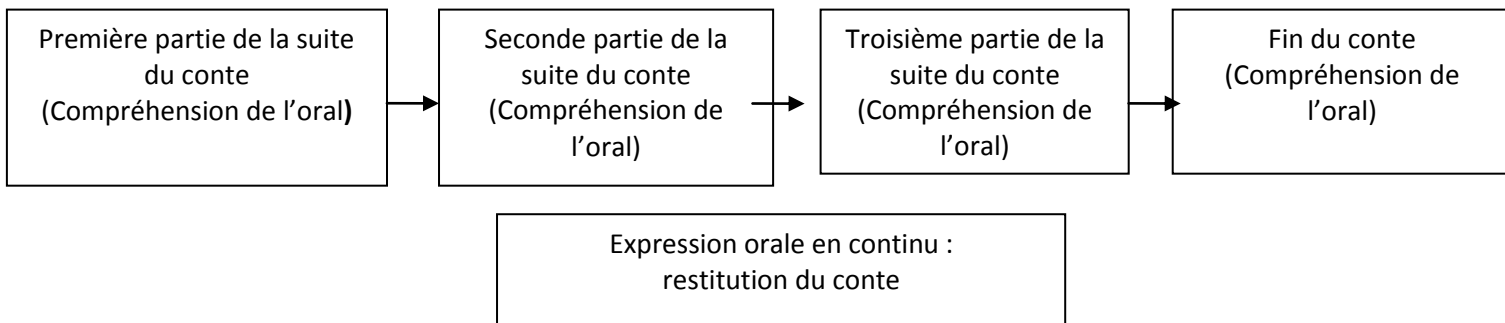 Première partie de la suite
du conte
(Compréhension de l’oral)
Seconde partie de la
suite du conte
(Compréhension de
l’oral)
Troisième partie de la
suite du conte
(Compréhension de
l’oral)
Fin du conte
(Compréhension de
l’oral)
Expression orale en continu :
restitution du conte